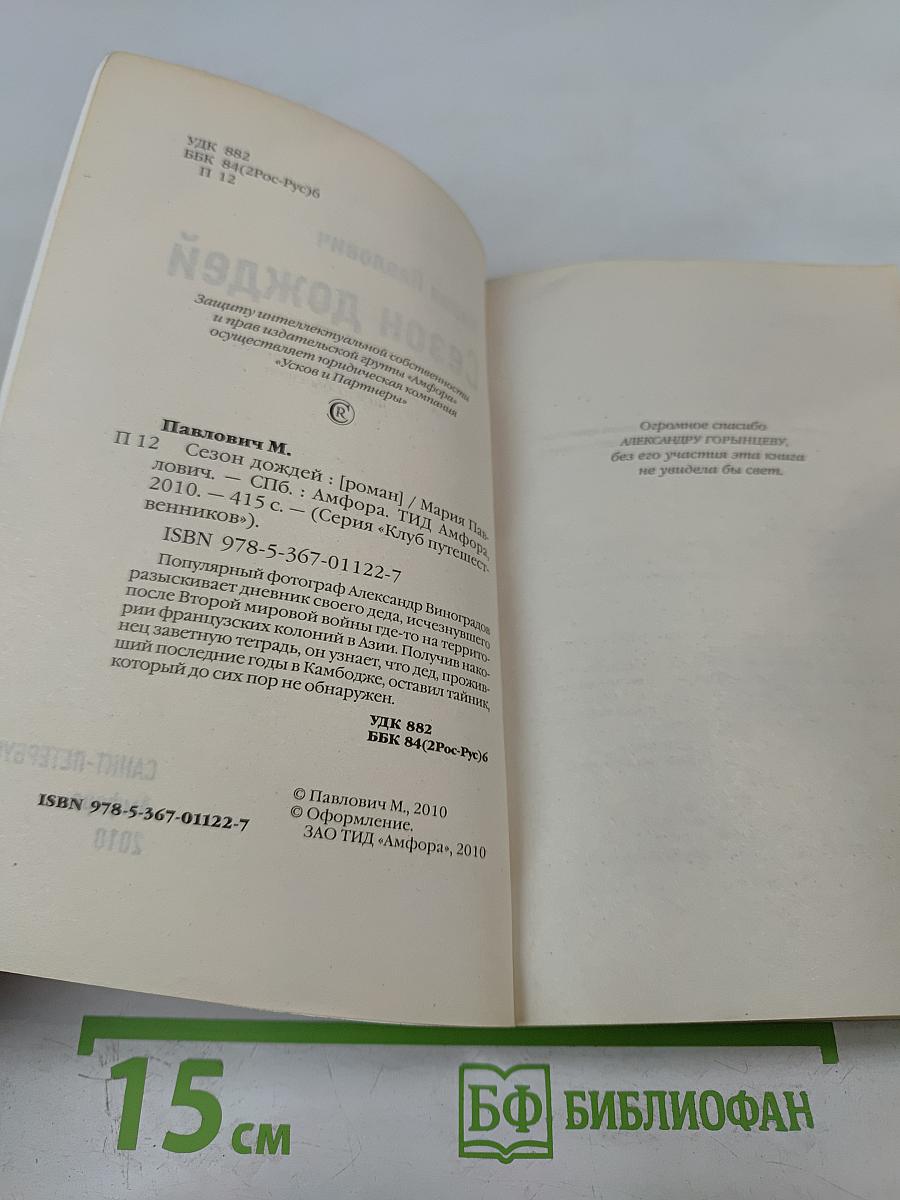 УДК 882
ББК 84(2Рос-Рус)6
П 12
Защиту интеллектуальной собственности
и прав издательской группы «Амфора»
осуществляет юридическая компания
«Усков и Партнеры»
Павлович М.
П 12 Сезон дождей : [роман] / Мария Пав-
лович. — СПб. : Амфора. ТИД Амфора,
2010. — 415 с. — (Серия «Клуб путешест-
венников»).
ISBN 978-5-367-01122-7
Популярный фотограф Александр Виноградов
разыскивает дневник своего деда, исчезнувшего
после Второй мировой войны где-то на террито-
рии французских колоний в Азии. Получив нако-
нец заветную тетрадь, он узнает, что дед, прожив-
ший последние годы в Камбодже, оставил тайник,
который до сих пор не обнаружен.
УДК 882
ББК 84(2Рос-Рус)6
© Павлович М., 2010
© Оформление.
ЗАО ТИД «Амфора», 2010
ISBN 978-5-367-01122-7
Огромное спасибо
АЛЕКСАНДРУ ГОРЫНЦЕВУ,
без его участия эта книга
не увидела бы свет.
15 см
БФ БИБЛИОФАН